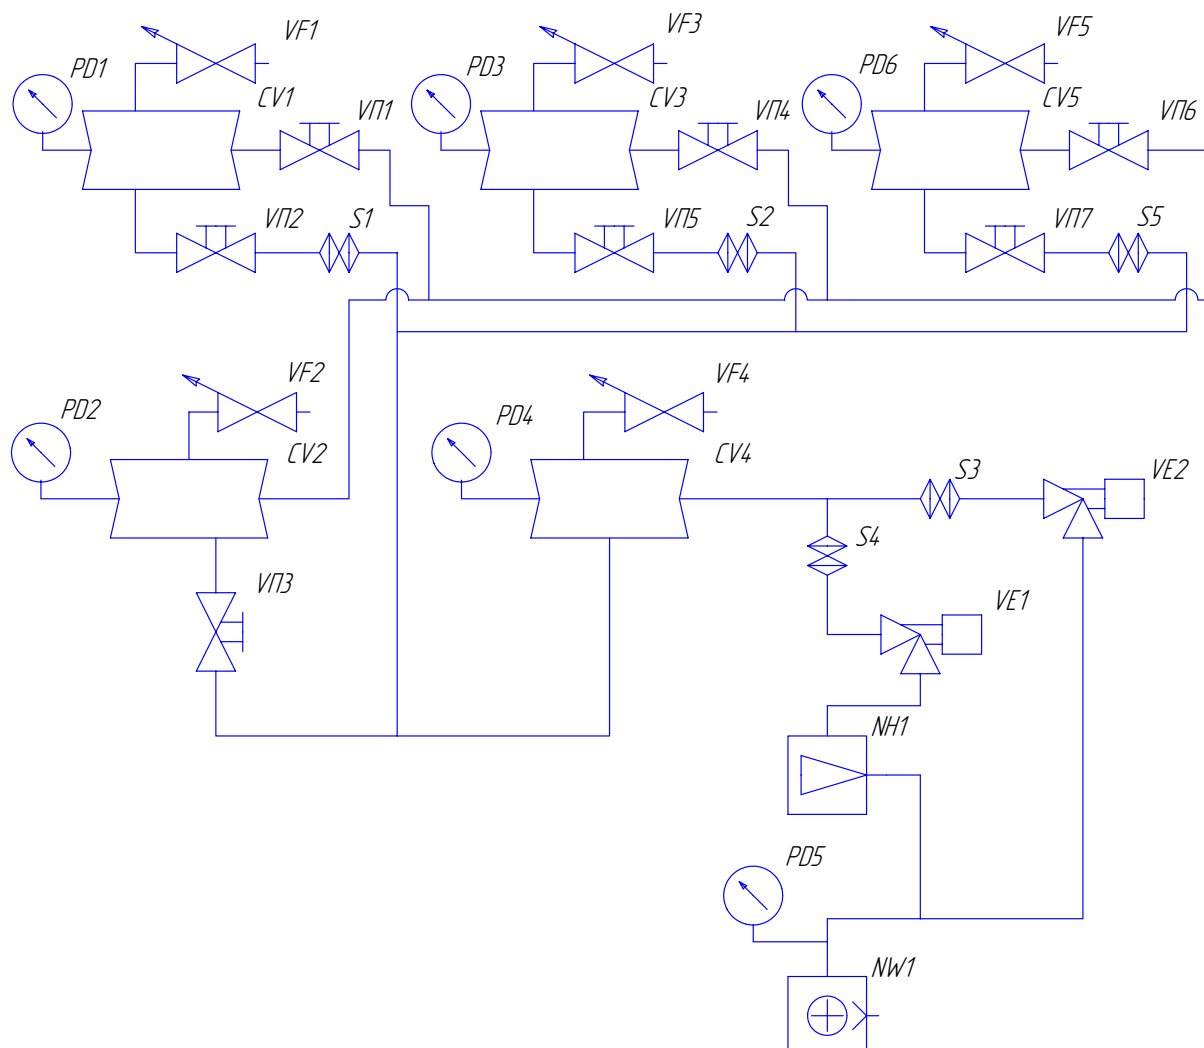 VF1
VF3
VF5
PD1
PD3
PD6
CV1
CV3
CV5
VП1
VП4
VП6
VП2
S1
VП5
S2
VП7
S5
VF2
VF4
PD2
PD4
CV2
CV4
S3
VE2
S4
VП3
VE1
NH1
PD5
NW1